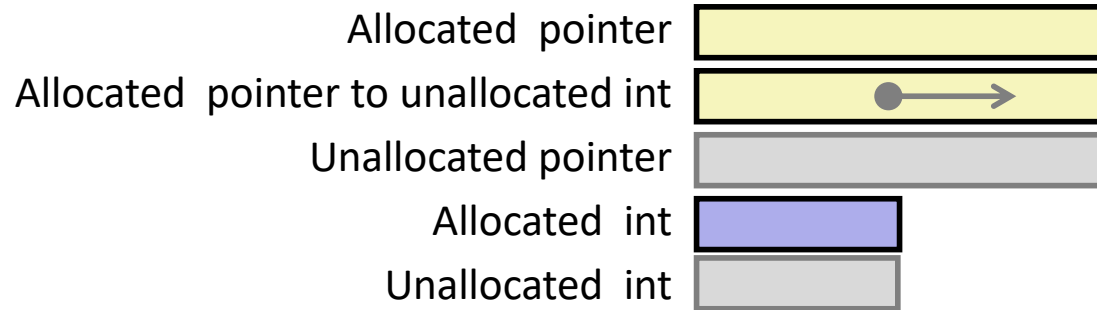 Allocated pointer
Allocated pointer to unallocated int
Unallocated pointer
Allocated int
Unallocated int